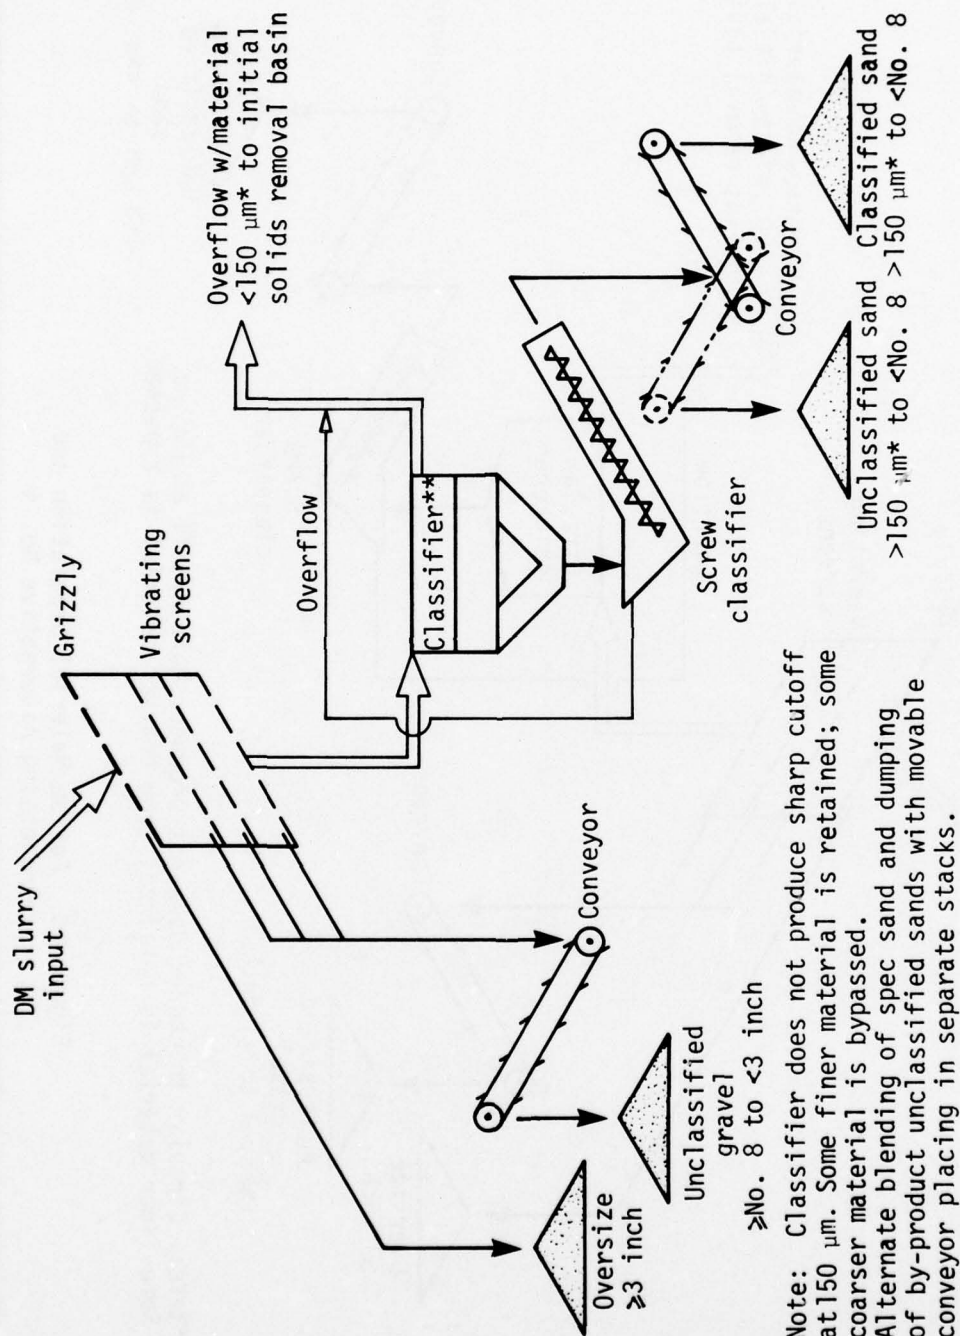 DM slurry
input
Grizzly
Vibrating
screens
Overflow w/material
<150 μm* to initial
solids removal basin
Overflow
Classifier**
Screw
classifier
Conveyor
Conveyor
Oversize
≥3 inch
Unclassified
gravel
≥No. 8 to <3 inch
Unclassified sand
>150 μm* to <No. 8
Classified sand
>150 μm* to <No. 8
Note: Classifier does not produce sharp cutoff
at150 μm. Some finer material is retained; some
coarser material is bypassed.
Alternate blending of spec sand and dumping
of by-product unclassified sands with movable
conveyor placing in separate stacks.